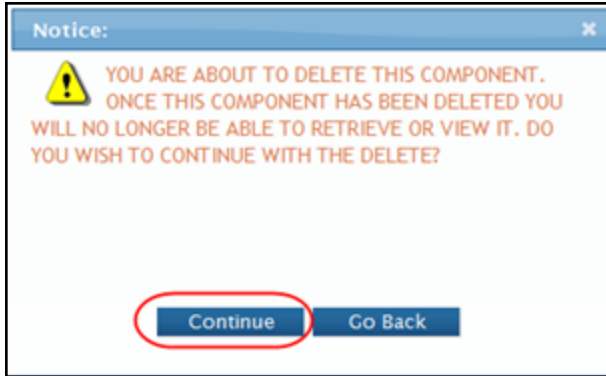 Notice:
YOU ARE ABOUT TO DELETE THIS COMPONENT.
ONCE THIS COMPONENT HAS BEEN DELETED YOU
WILL NO LONGER BE ABLE TO RETRIEVE OR VIEW IT. DO
YOU WISH TO CONTINUE WITH THE DELETE?
Continue Go Back